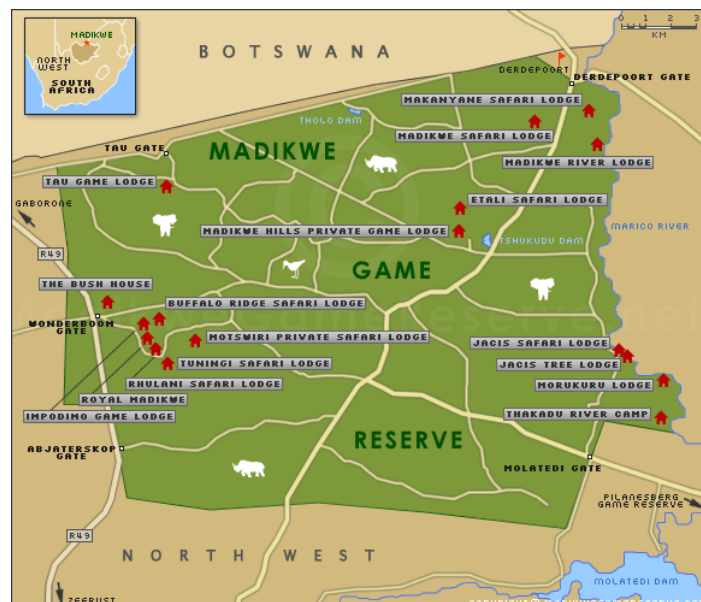 MADIKWE
NORTH
WEST
SOUTH
AFRICA
BOTSWANA
0 1 2 3
KM
DERDEPOORT
DERDEPOORT GATE
MAKANYANE SAFARI LODGE
THOLO DAM
MADIKWE SAFARI LODGE
TAU GATE
MADIKWE
MADIKWE RIVER LODGE
TAU GAME LODGE
ETALI SAFARI LODGE
GABORONE
MADIKWE HILLS PRIVATE GAME LODGE
MARICO RIVER
TSHUKUDU DAM
R49
GAME
THE BUSH HOUSE
BUFFALO RIDGE SAFARI LODGE
WONDERBOOM
GATE
MOTSWIRI PRIVATE SAFARI LODGE
JACIS SAFARI LODGE
TUNINGI SAFARI LODGE
JACIS TREE LODGE
RHULANI SAFARI LODGE
MORUKURU LODGE
ROYAL MADIKWE
IMPODIMO GAME LODGE
THAKADU RIVER CAMP
RESERVE
ABJATERSKOP
GATE
MOLATEDI GATE
PILANESBERG
GAME RESERVE
R49
NORTH WEST
MOLATEDI DAM
ZEERUST